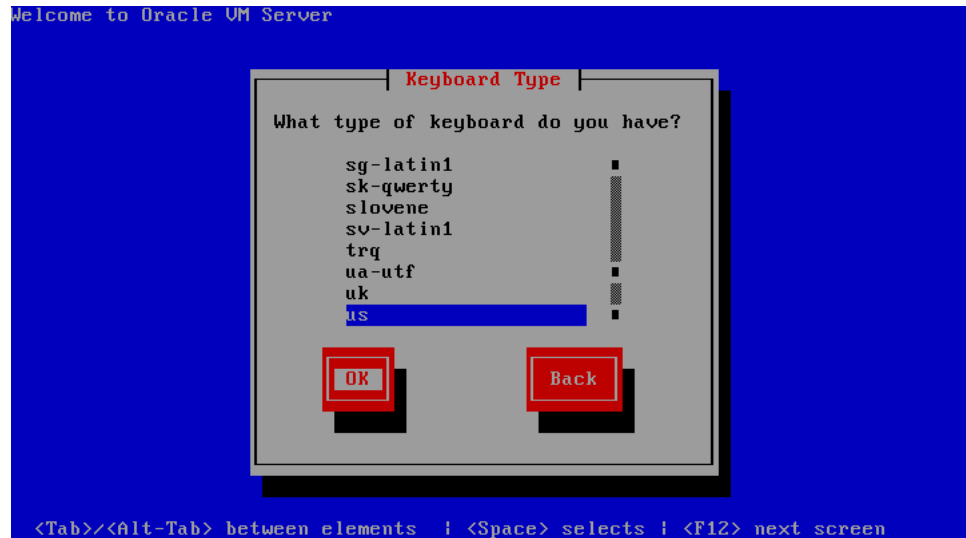 Welcome to Oracle VM Server
Keyboard Type
What type of keyboard do you have?
sg-latin1
sk-qwerty
slovene
sv-latin1
trq
ua-utf
uk
us
OK
Back
<Tab>/<Alt-Tab> between elements | <Space> selects | <F12> next screen